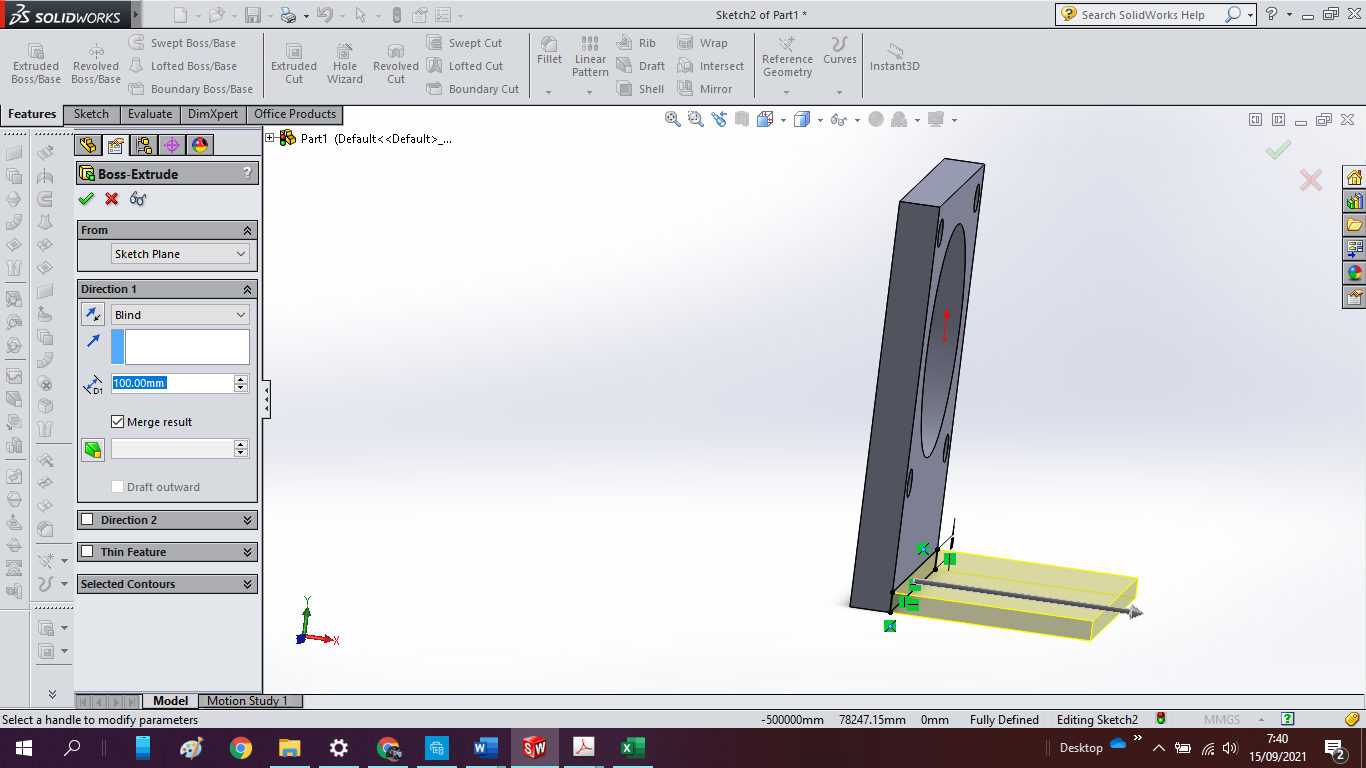 SOLIDWORKS
Sketch2 of Part1 *
Search SolidWorks Help
?
Extruded Boss/Base
Revolved Boss/Base
Swept Boss/Base
Lofted Boss/Base
Boundary Boss/Base
Extruded Cut
Hole Wizard
Revolved Cut
Swept Cut
Lofted Cut
Boundary Cut
Fillet
Linear Pattern
Rib
Draft
Shell
Wrap
Intersect
Mirror
Reference Geometry
Curves
Instant3D
Features
Sketch
Evaluate
DimXpert
Office Products
Part1 (Default<<Default>_...
Boss-Extrude
?
From
Sketch Plane
Direction 1
Blind
D1
100.00mm
Merge result
Draft outward
Direction 2
Thin Feature
Selected Contours
Y
X
Model
Motion Study 1
Select a handle to modify parameters
-500000mm
78247.15mm
0mm
Fully Defined
Editing Sketch2
MMGS
?
Desktop
7:40
15/09/2021
2